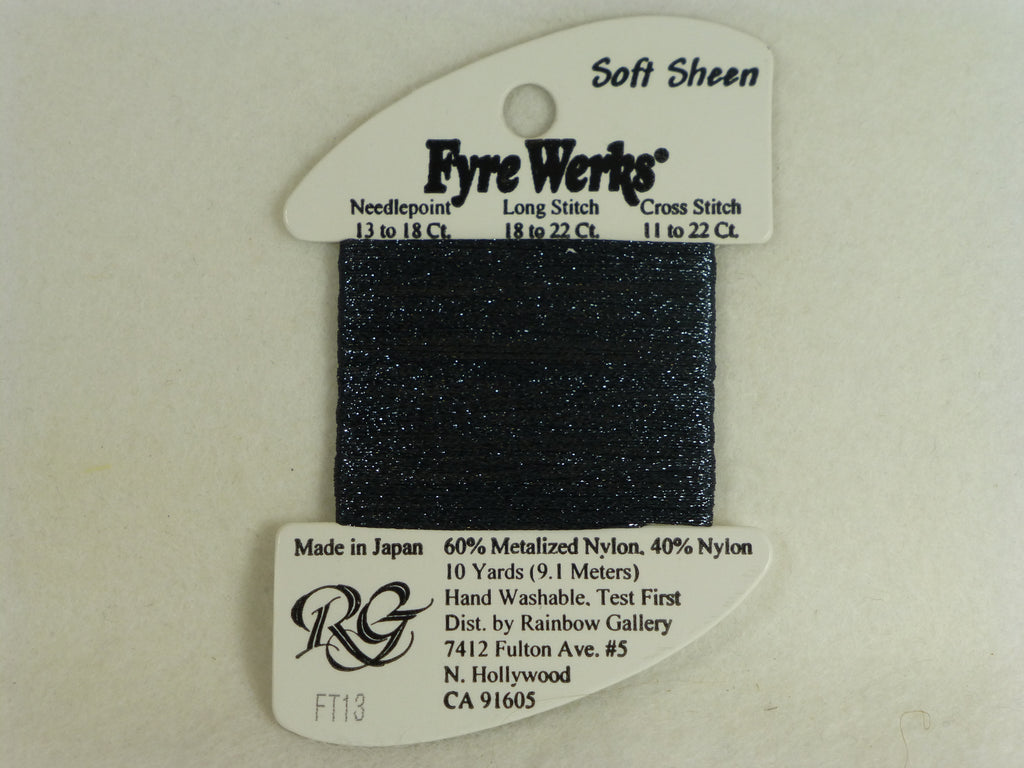 Soft Sheen
Fyre Werks®
Needlepoint Long Stitch Cross Stitch
13 to 18 Ct. 18 to 22 Ct. 11 to 22 Ct.
Made in Japan 60% Metalized Nylon, 40% Nylon
10 Yards (9.1 Meters)
Hand Washable, Test First
Dist. by Rainbow Gallery
7412 Fulton Ave. #5
N. Hollywood
CA 91605
RG
FT13